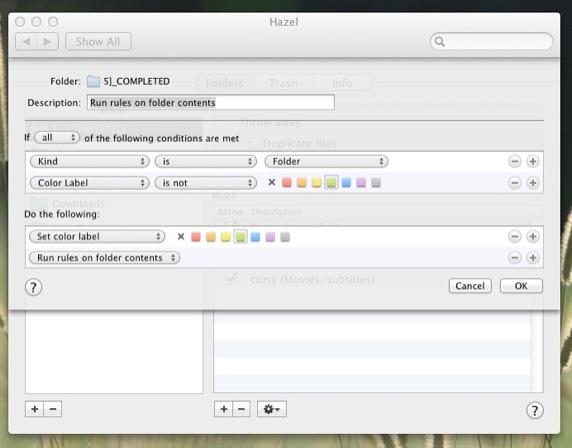 Hazel
Show All
Folders Trash Info
Folder: 5]_COMPLETED
Description: Run rules on folder contents
Throw away:
If all of the following conditions are met
Duplicate files
Kind is Folder
Color Label is not
Downloads
Rules
Do the following:
Active Description
Set color label
Run rules on folder contents
curry (Movies, subtitles)
? Cancel OK
?